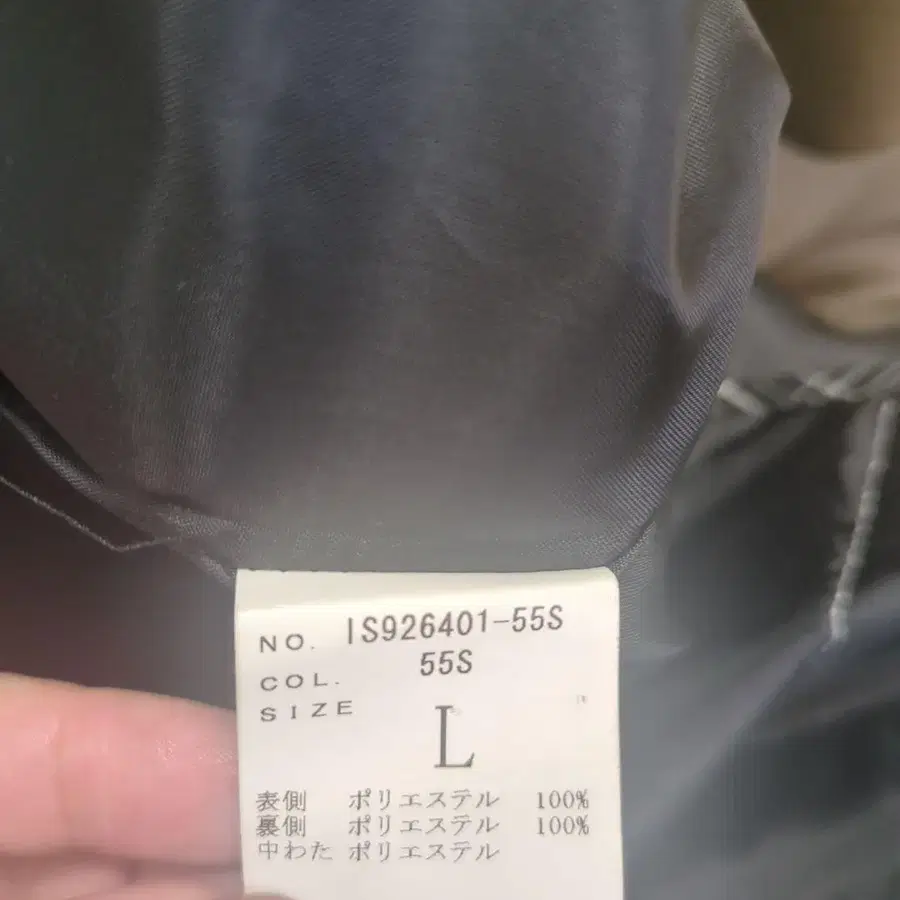 NO. IS926401-55S
COL. 55S
SIZE L
表側 ポリエステル 100%
裏側 ポリエステル 100%
中わた ポリエステル